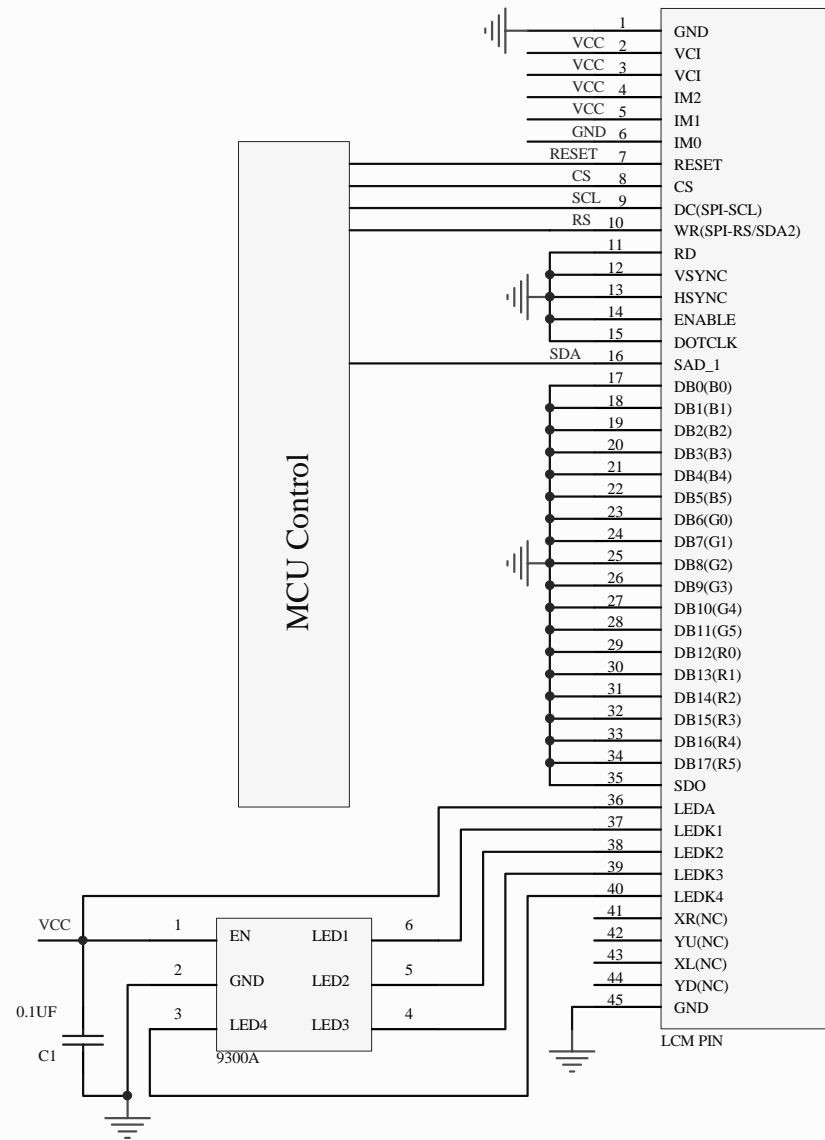 1 GND
VCC 2 VCI
VCC 3 VCI
VCC 4 IM2
VCC 5 IM1
GND 6 IM0
RESET 7 RESET
CS 8 CS
SCL 9 DC(SPI-SCL)
RS 10 WR(SPI-RS/SDA2)
11 RD
12 VSYNC
13 HSYNC
14 ENABLE
15 DOTCLK
SDA 16 SAD_1
17 DB0(B0)
18 DB1(B1)
19 DB2(B2)
20 DB3(B3)
21 DB4(B4)
22 DB5(B5)
23 DB6(G0)
24 DB7(G1)
25 DB8(G2)
26 DB9(G3)
27 DB10(G4)
28 DB11(G5)
29 DB12(R0)
30 DB13(R1)
31 DB14(R2)
32 DB15(R3)
33 DB16(R4)
34 DB17(R5)
35 SDO
36 LEDA
37 LEDK1
38 LEDK2
39 LEDK3
40 LEDK4
41 XR(NC)
42 YU(NC)
43 XL(NC)
44 YD(NC)
45 GND
LCM PIN
MCU Control
VCC 1 EN LED1 6
2 GND LED2 5
3 LED4 LED3 4
9300A
0.1UF
C1